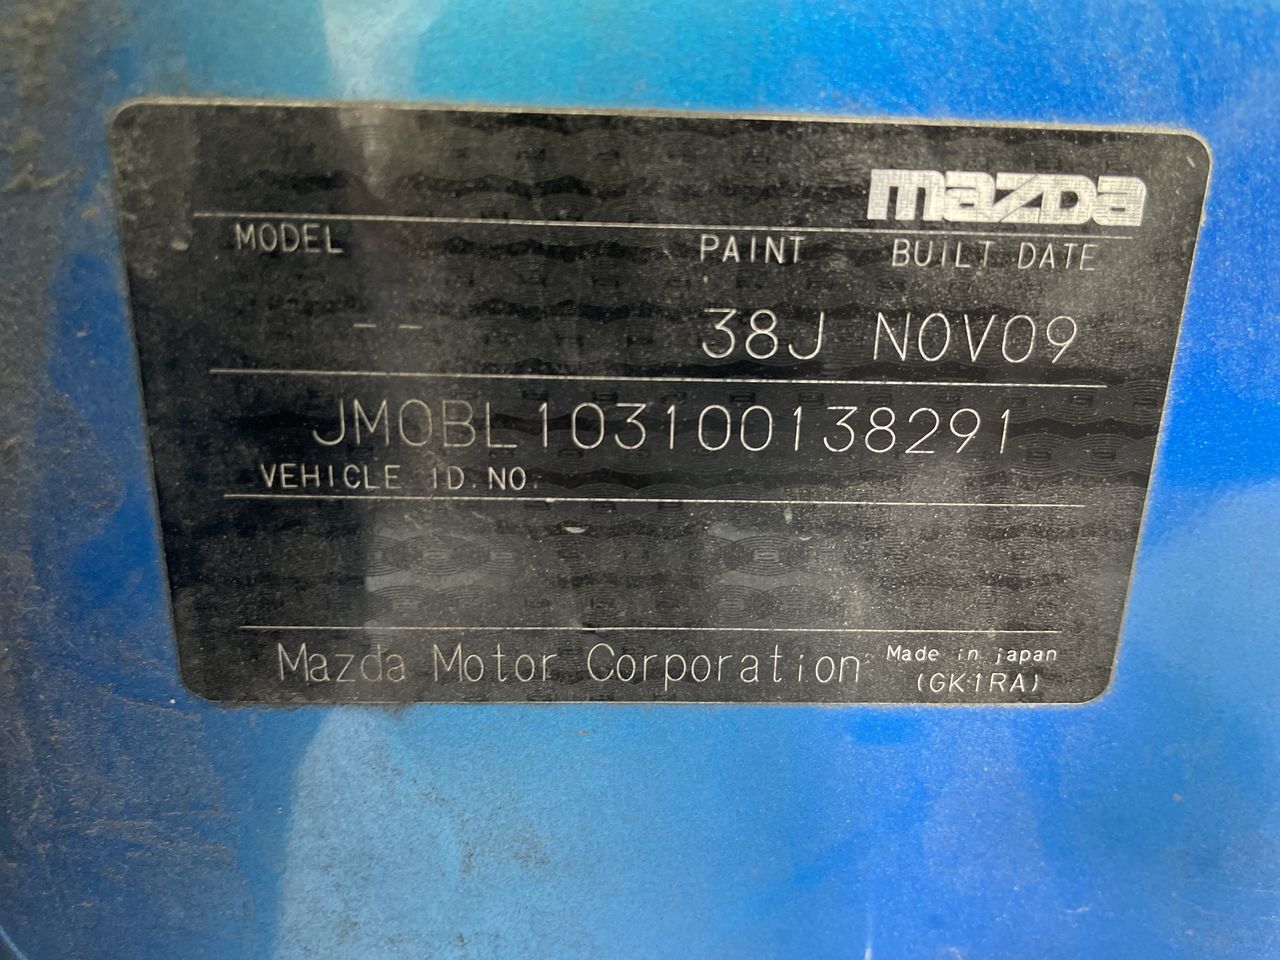 mazda
MODEL PAINT BUILT DATE
-- 38J NOV09
JM0BL103100138291
VEHICLE ID NO.
Mazda Motor Corporation Made in japan
(GK1RA)